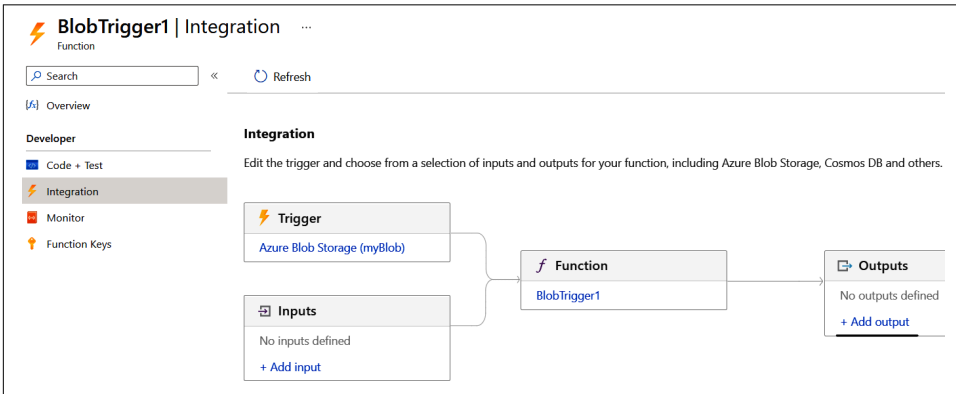 BlobTrigger1 | Integration ...
Function
Search «
Refresh
{fx} Overview
Developer
Code + Test
Integration
Monitor
Function Keys
Integration
Edit the trigger and choose from a selection of inputs and outputs for your function, including Azure Blob Storage, Cosmos DB and others.
Trigger
Azure Blob Storage (myBlob)
Inputs
No inputs defined
+ Add input
f Function
BlobTrigger1
Outputs
No outputs defined
+ Add output